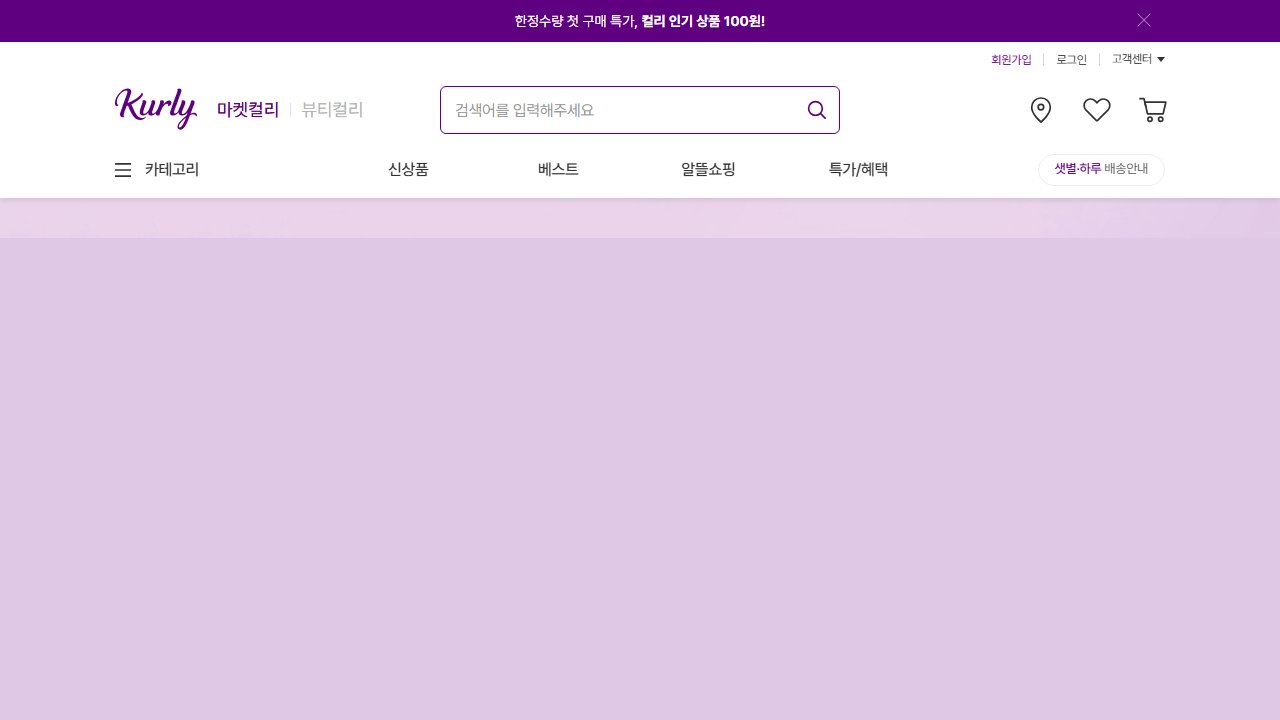 한정수량 첫 구매 특가, 컬리 인기 상품 100원!
회원가입
로그인
고객센터
Kurly
마켓컬리
뷰티컬리
검색어를 입력해주세요
카테고리
신상품
베스트
알뜰쇼핑
특가/혜택
샛별·하루 배송안내